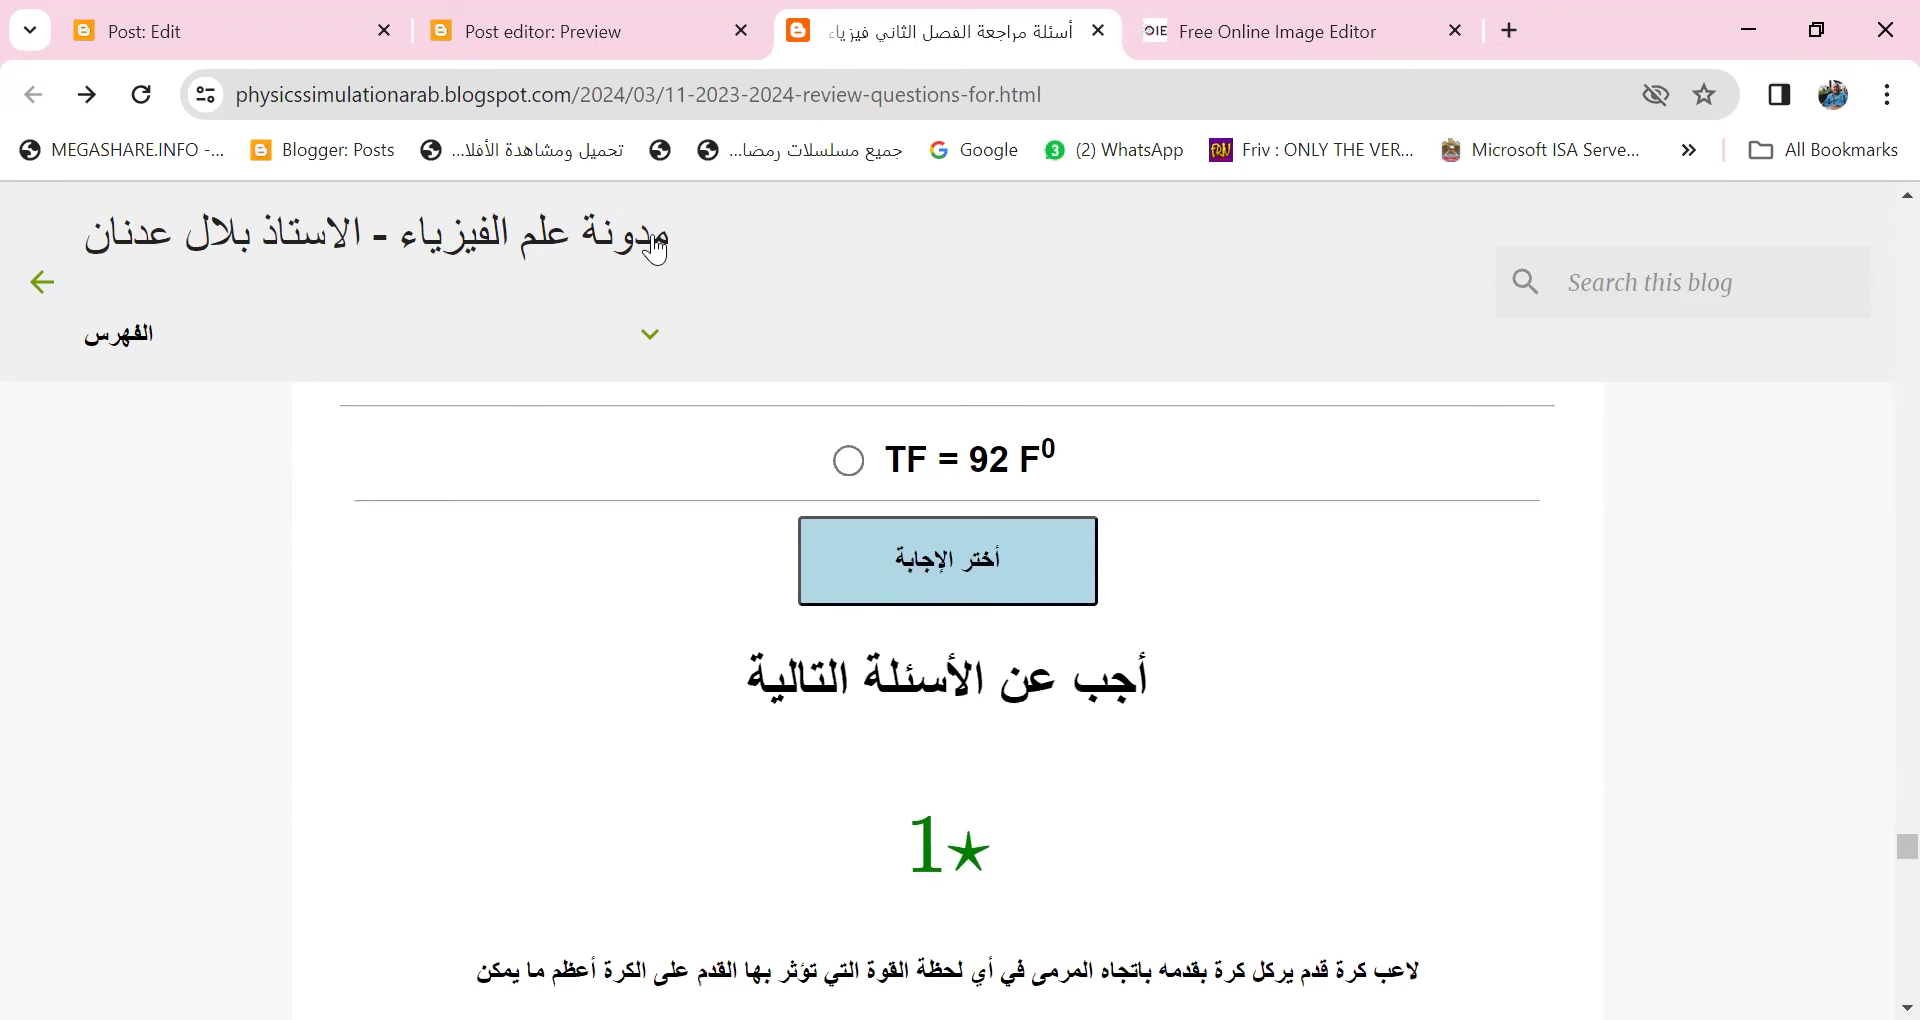 Post: Edit
Post editor: Preview
أسئلة مراجعة الفصل الثاني فيزياء
OIE Free Online Image Editor
physicssimulationarab.blogspot.com/2024/03/11-2023-2024-review-questions-for.html
MEGASHARE.INFO -...
Blogger: Posts
تحميل ومشاهدة الأفلا...
جميع مسلسلات رمضا...
Google
3 (2) WhatsApp
FRIV Friv : ONLY THE VER...
Microsoft ISA Serve...
All Bookmarks
مدونة علم الفيزياء - الاستاذ بلال عدنان
Search this blog
الفهرس
TF = 92 F⁰
أختر الإجابة
أجب عن الأسئلة التالية
1★
لاعب كرة قدم يركل كرة بقدمه باتجاه المرمى في أي لحظة القوة التي تؤثر بها القدم على الكرة أعظم ما يمكن